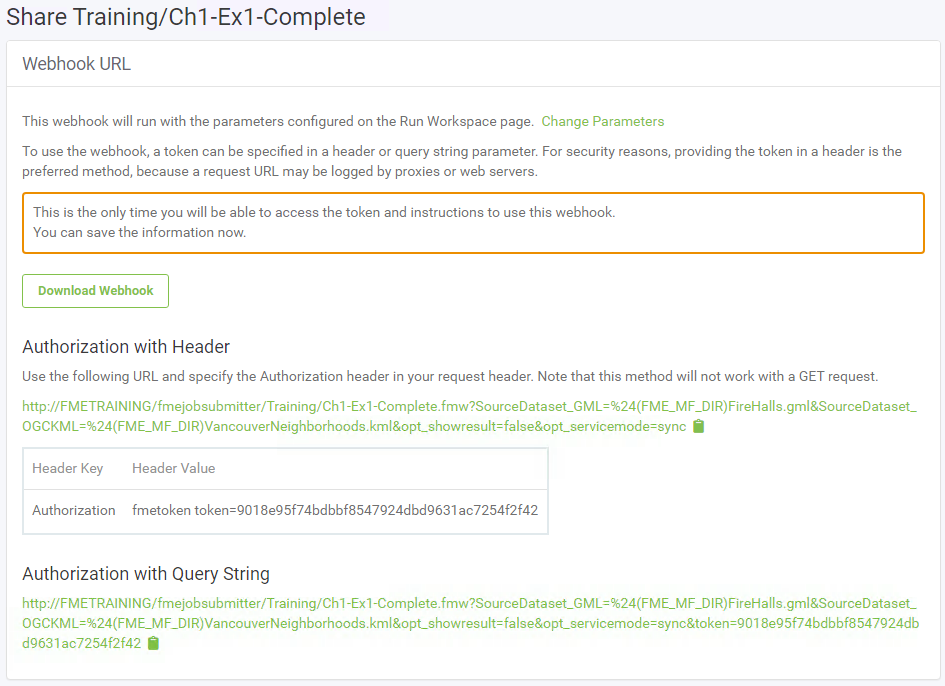 Share Training/Ch1-Ex1-Complete
Webhook URL
This webhook will run with the parameters configured on the Run Workspace page. Change Parameters
To use the webhook, a token can be specified in a header or query string parameter. For security reasons, providing the token in a header is the
preferred method, because a request URL may be logged by proxies or web servers.
This is the only time you will be able to access the token and instructions to use this webhook.
You can save the information now.
Download Webhook
Authorization with Header
Use the following URL and specify the Authorization header in your request header. Note that this method will not work with a GET request.
http://FMETRAINING/fmejobsubmitter/Training/Ch1-Ex1-Complete.fmw?SourceDataset_GML=%24(FME_MF_DIR)FireHalls.gml&SourceDataset_
OGCKML=%24(FME_MF_DIR)VancouverNeighborhoods.kml&opt_showresult=false&opt_servicemode=sync
Header Key Header Value
Authorization fmetoken token=9018e95f74bdbbf8547924dbd9631ac7254f2f42
Authorization with Query String
http://FMETRAINING/fmejobsubmitter/Training/Ch1-Ex1-Complete.fmw?SourceDataset_GML=%24(FME_MF_DIR)FireHalls.gml&SourceDataset_
OGCKML=%24(FME_MF_DIR)VancouverNeighborhoods.kml&opt_showresult=false&opt_servicemode=sync&token=9018e95f74bdbbf8547924db
d9631ac7254f2f42